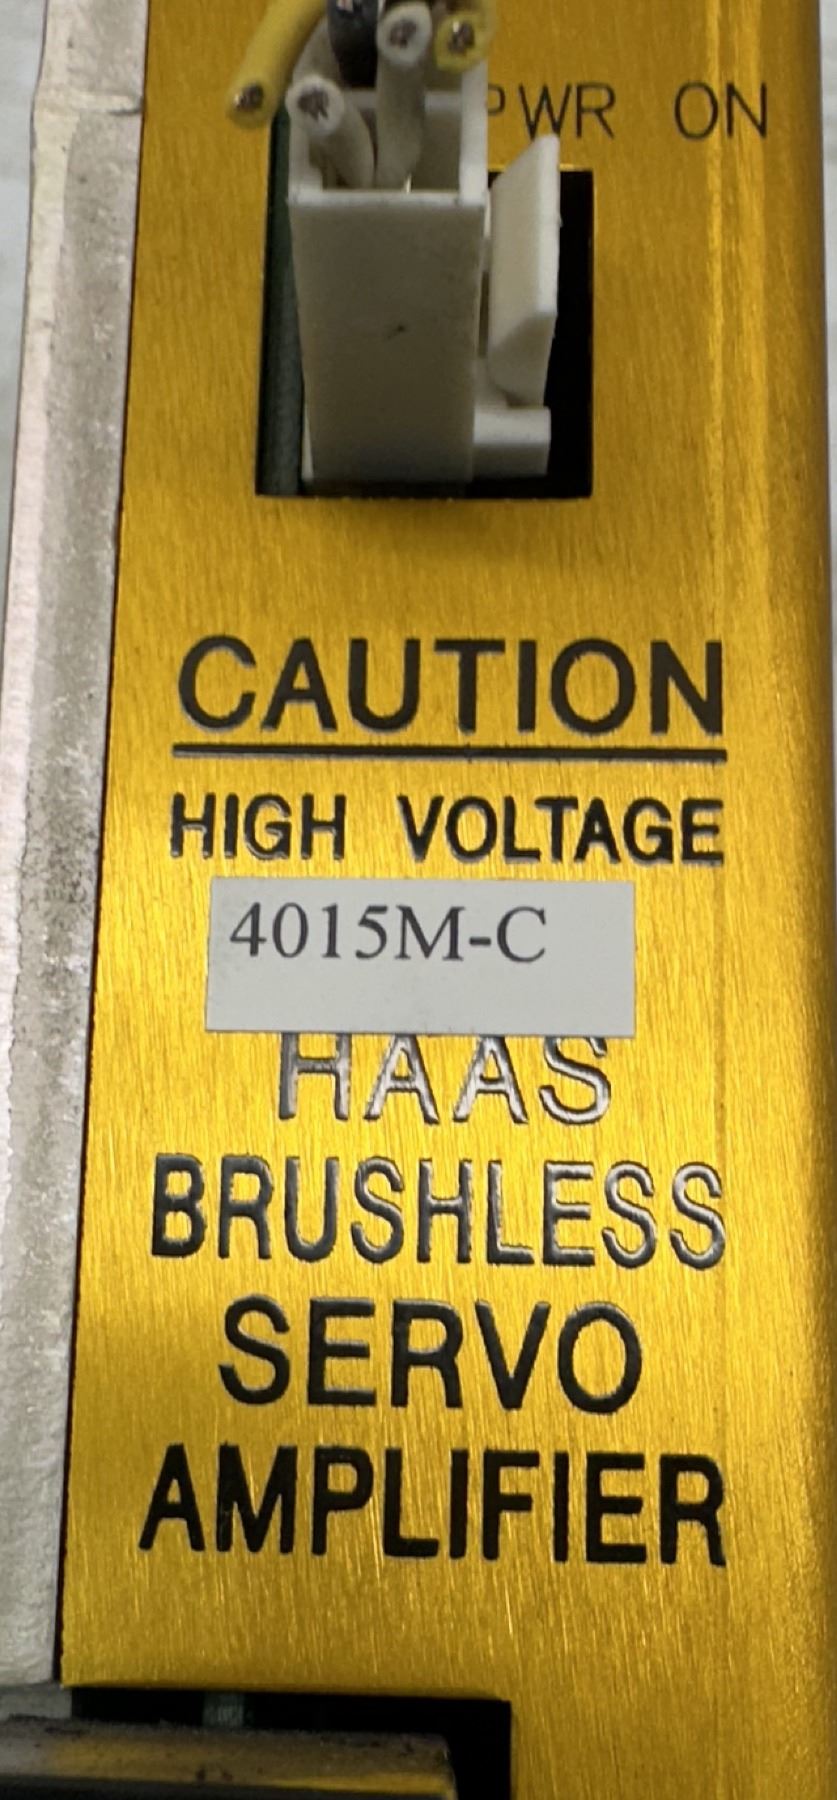 PWR ON
CAUTION
HIGH VOLTAGE
4015M-C
HAAS
BRUSHLESS
SERVO
AMPLIFIER